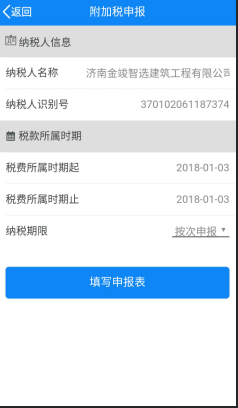 返回 附加税申报
纳税人信息
纳税人名称 济南金竣智选建筑工程有限公司
纳税人识别号 370102061187374
税款所属时期
税费所属时期起 2018-01-03
税费所属时期止 2018-01-03
纳税期限 按次申报
填写申报表